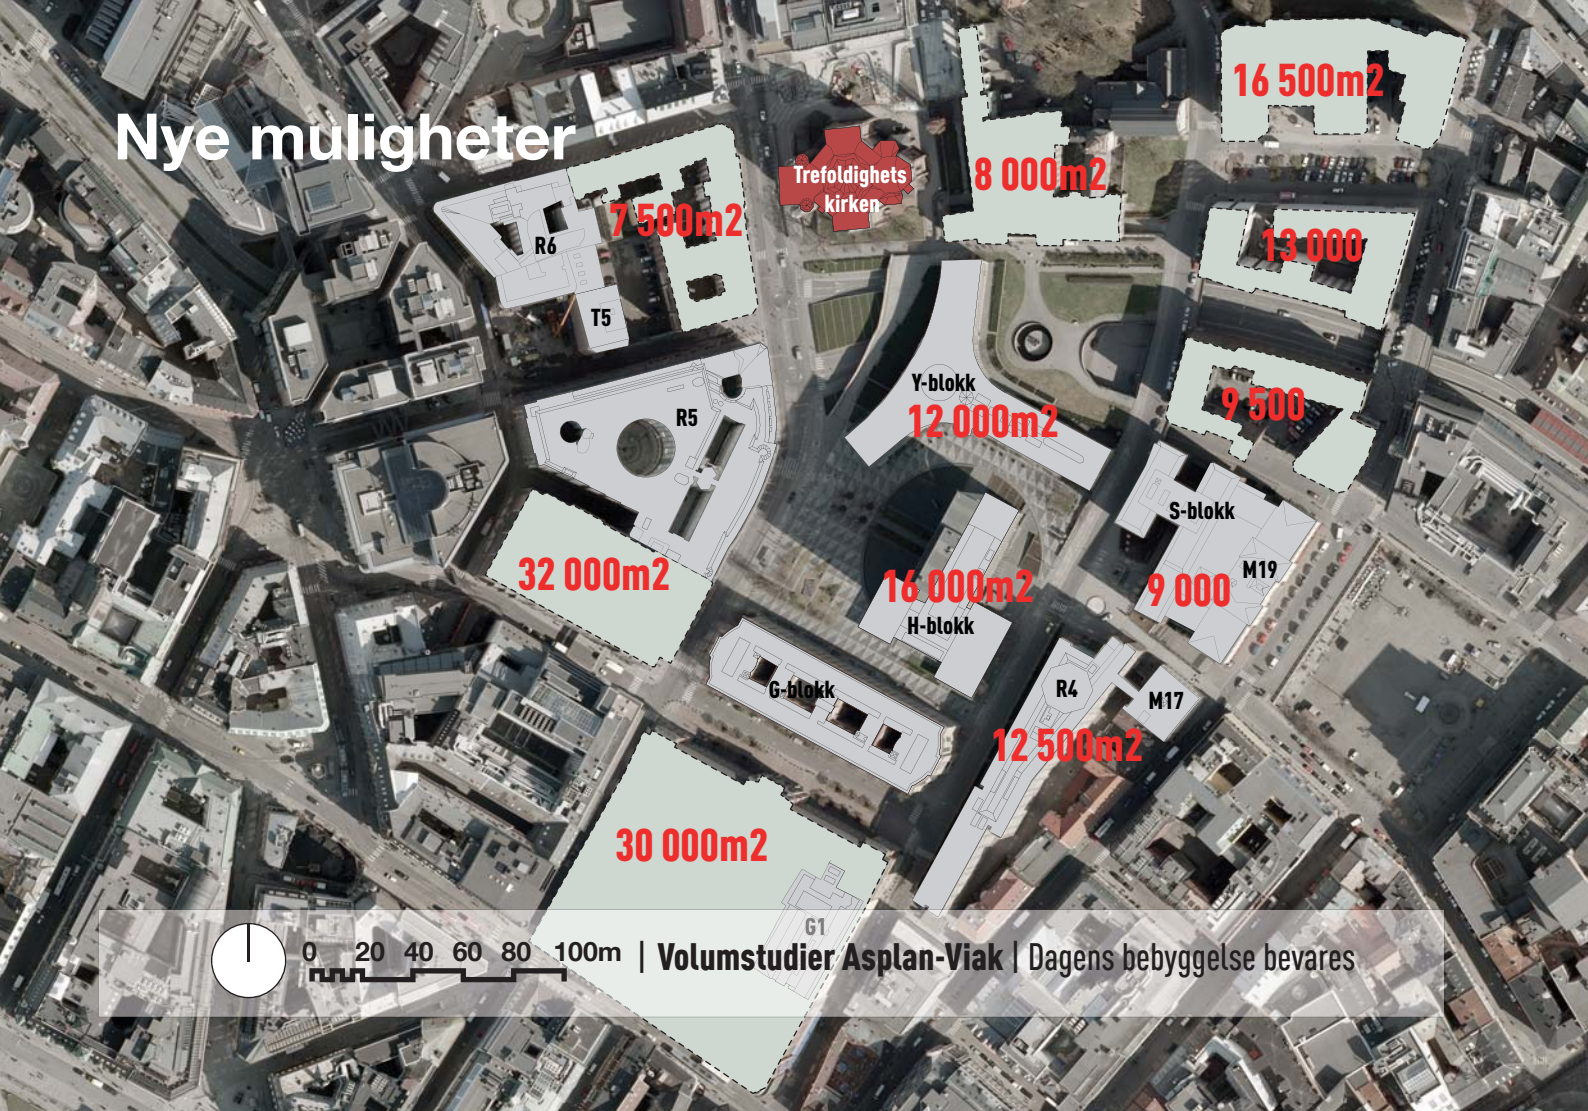 Nye muligheter
16 500m2
8 000m2
Trefoldighets
kirken
7 500m2
R6
13 000
T5
Y-blokk
12 000m2
9 500
R5
S-blokk
32 000m2
16 000m2
9 000
M19
H-blokk
G-blokk
R4
M17
12 500m2
30 000m2
G1
0 20 40 60 80 100m | Volumstudier Asplan-Viak | Dagens bebyggelse bevares